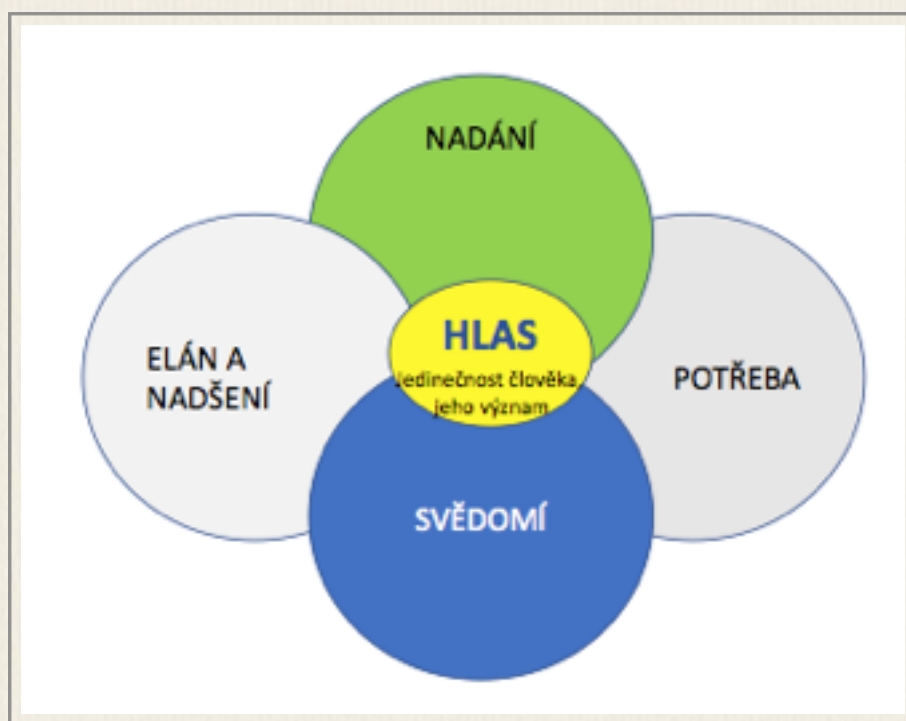 NADÁNÍ
ELÁN A
NADŠENÍ
HLAS
Jedinečnost člověka,
jeho význam
POTŘEBA
SVĚDOMÍ